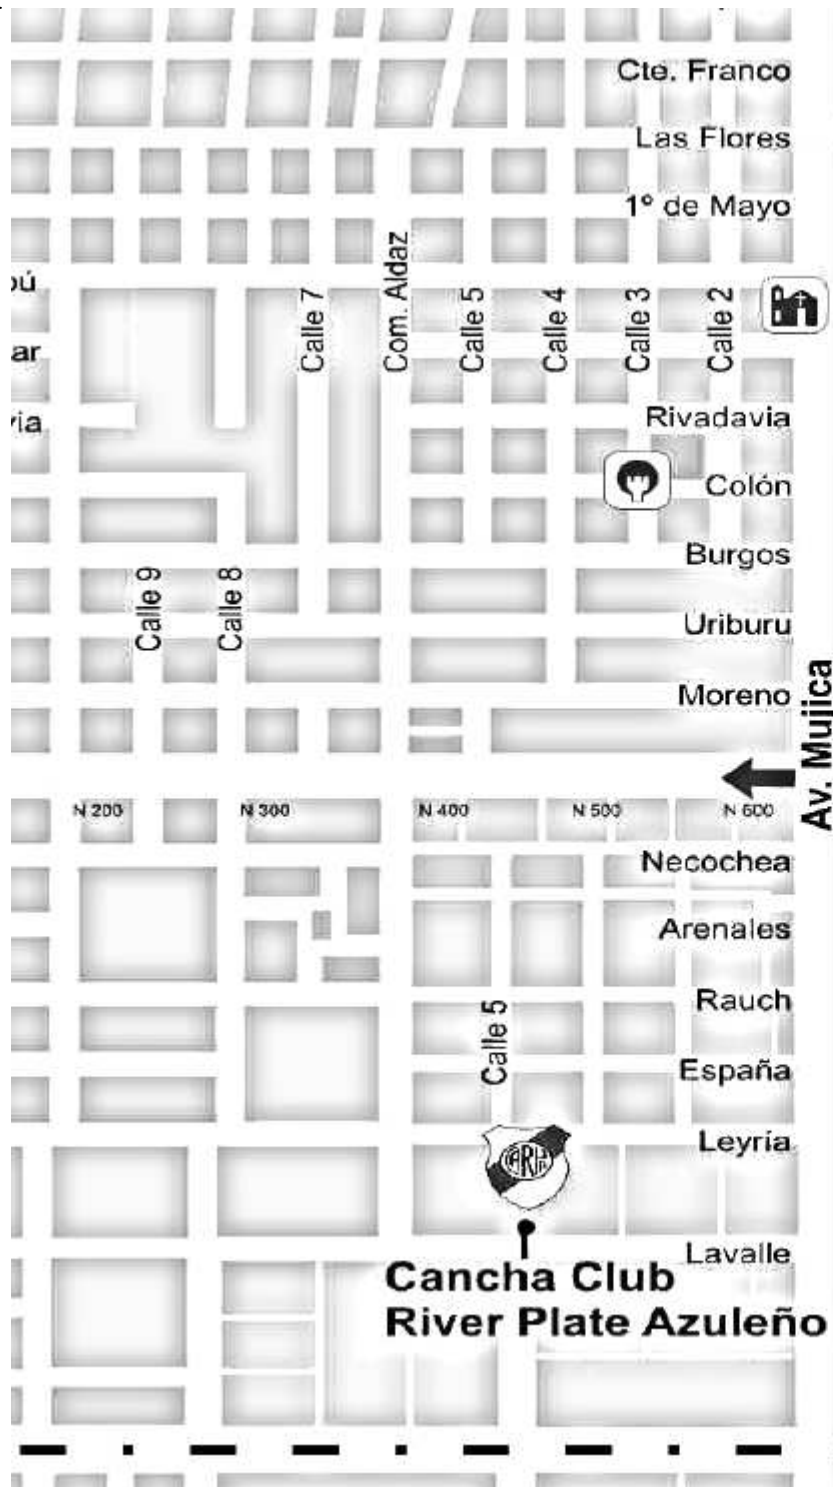 Cte. Franco
Las Flores
1º de Mayo
Calle 7
Com. Aldaz
Calle 5
Calle 4
Calle 3
Calle 2
ar
Rivadavia
Colón
Burgos
Calle 9
Calle 8
Uriburu
Moreno
Av. Mujica
N 200
N 300
N 400
N 500
N 600
Necochea
Arenales
Rauch
Calle 5
España
Leyría
Lavalle
Cancha Club
River Plate Azuleño